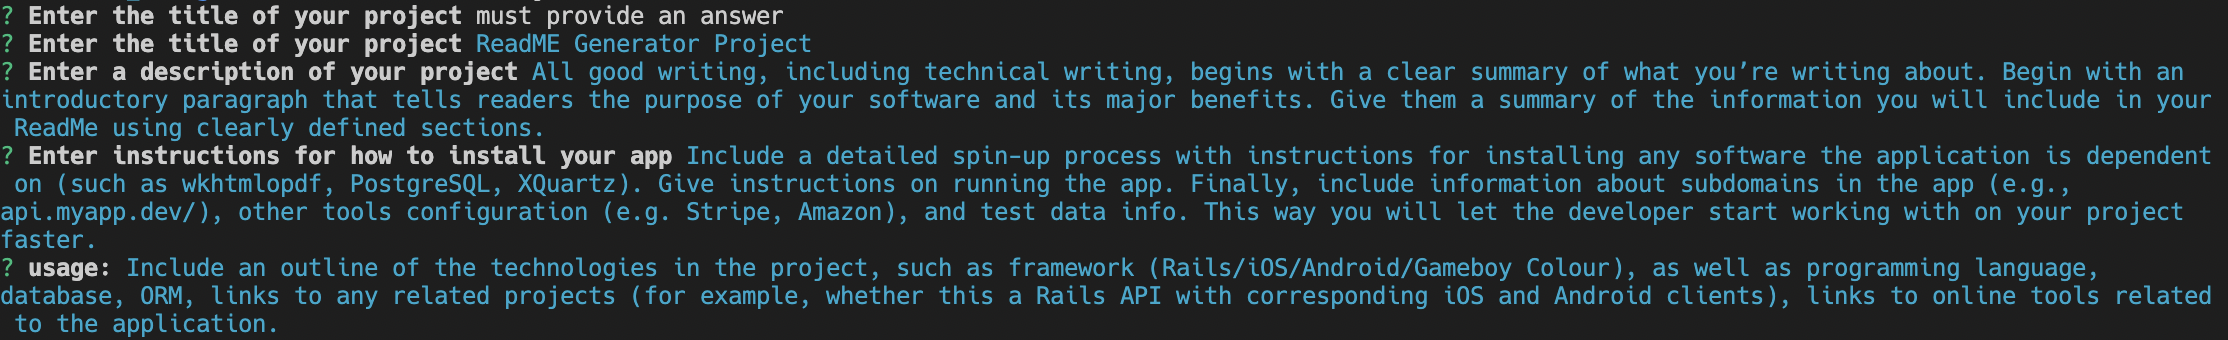 ? Enter the title of your project must provide an answer
? Enter the title of your project ReadME Generator Project
? Enter a description of your project All good writing, including technical writing, begins with a clear summary of what you’re writing about. Begin with an
introductory paragraph that tells readers the purpose of your software and its major benefits. Give them a summary of the information you will include in your
ReadMe using clearly defined sections.
? Enter instructions for how to install your app Include a detailed spin-up process with instructions for installing any software the application is dependent
on (such as wkhtmlopdf, PostgreSQL, XQuartz). Give instructions on running the app. Finally, include information about subdomains in the app (e.g.,
api.myapp.dev/), other tools configuration (e.g. Stripe, Amazon), and test data info. This way you will let the developer start working with on your project
faster.
? usage: Include an outline of the technologies in the project, such as framework (Rails/iOS/Android/Gameboy Colour), as well as programming language,
database, ORM, links to any related projects (for example, whether this a Rails API with corresponding iOS and Android clients), links to online tools related
to the application.